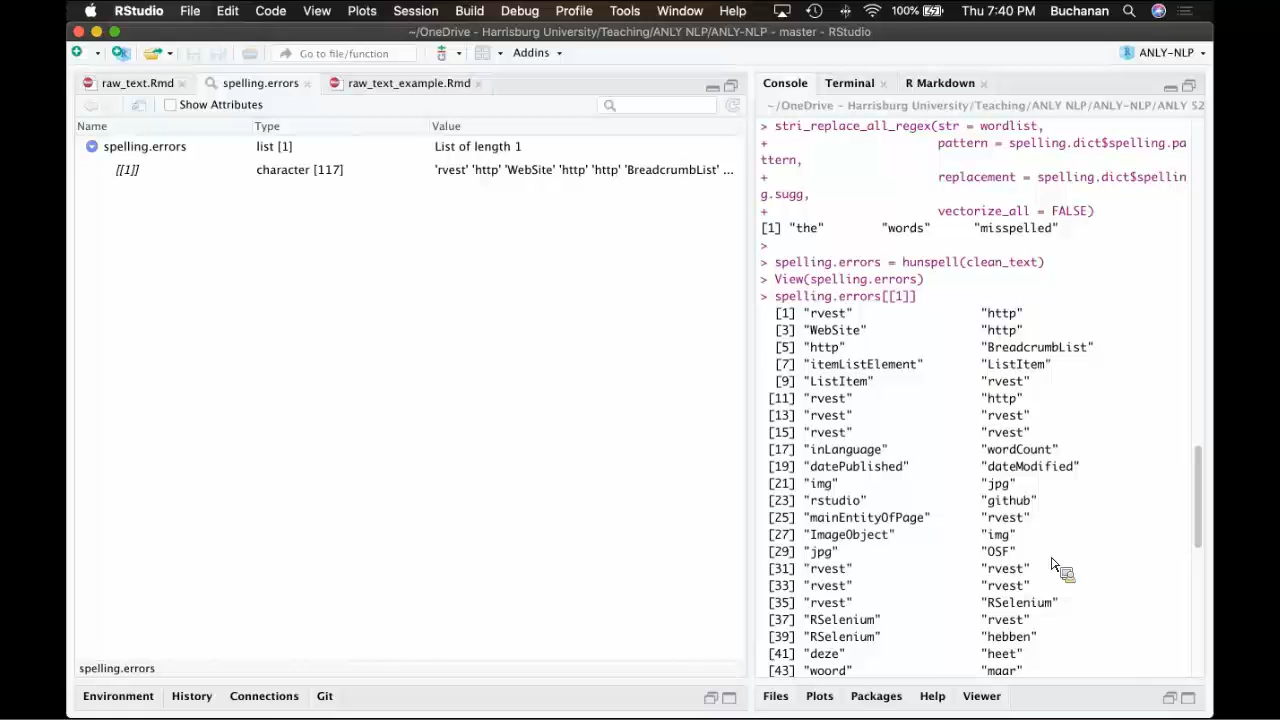 RStudio File Edit Code View Plots Session Build Debug Profile Tools Window Help 100% Thu 7:40 PM Buchanan
~/OneDrive - Harrisburg University/Teaching/ANLY NLP/ANLY-NLP - master - RStudio
Go to file/function Addins ANLY-NLP
raw_text.Rmd spelling.errors raw_text_example.Rmd
Show Attributes
Name Type Value
spelling.errors list [1] List of length 1
[[1]] character [117] 'rvest' 'http' 'WebSite' 'http' 'http' 'BreadcrumbList' ...
spelling.errors
Environment History Connections Git
Console Terminal R Markdown
~/OneDrive - Harrisburg University/Teaching/ANLY NLP/ANLY-NLP/ANLY 52
> stri_replace_all_regex(str = wordlist,
+ pattern = spelling.dict$spelling.pa
ttern,
+ replacement = spelling.dict$spellin
g.sugg,
+ vectorize_all = FALSE)
[1] "the" "words" "misspelled"
>
> spelling.errors = hunspell(clean_text)
> View(spelling.errors)
> spelling.errors[[1]]
[1] "rvest" "http"
[3] "WebSite" "http"
[5] "http" "BreadcrumbList"
[7] "itemListElement" "ListItem"
[9] "ListItem" "rvest"
[11] "rvest" "http"
[13] "rvest" "rvest"
[15] "rvest" "rvest"
[17] "inLanguage" "wordCount"
[19] "datePublished" "dateModified"
[21] "img" "jpg"
[23] "rstudio" "github"
[25] "mainEntityOfPage" "rvest"
[27] "ImageObject" "img"
[29] "jpg" "OSF"
[31] "rvest" "rvest"
[33] "rvest" "rvest"
[35] "rvest" "RSelenium"
[37] "RSelenium" "rvest"
[39] "RSelenium" "hebben"
[41] "deze" "heet"
[43] "woord" "maar"
Files Plots Packages Help Viewer